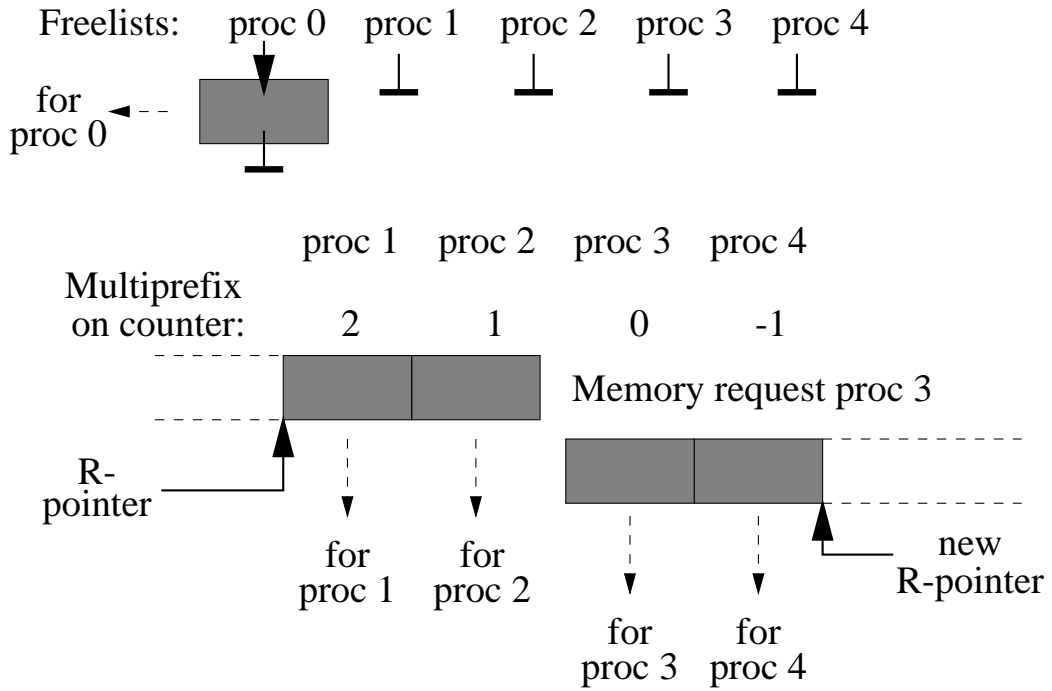 Freelists: proc 0 proc 1 proc 2 proc 3 proc 4
for
proc 0
proc 1 proc 2 proc 3 proc 4
Multiprefix
on counter: 2 1 0 -1
Memory request proc 3
R-
pointer
for
proc 1
for
proc 2
new
R-pointer
for
proc 3
for
proc 4